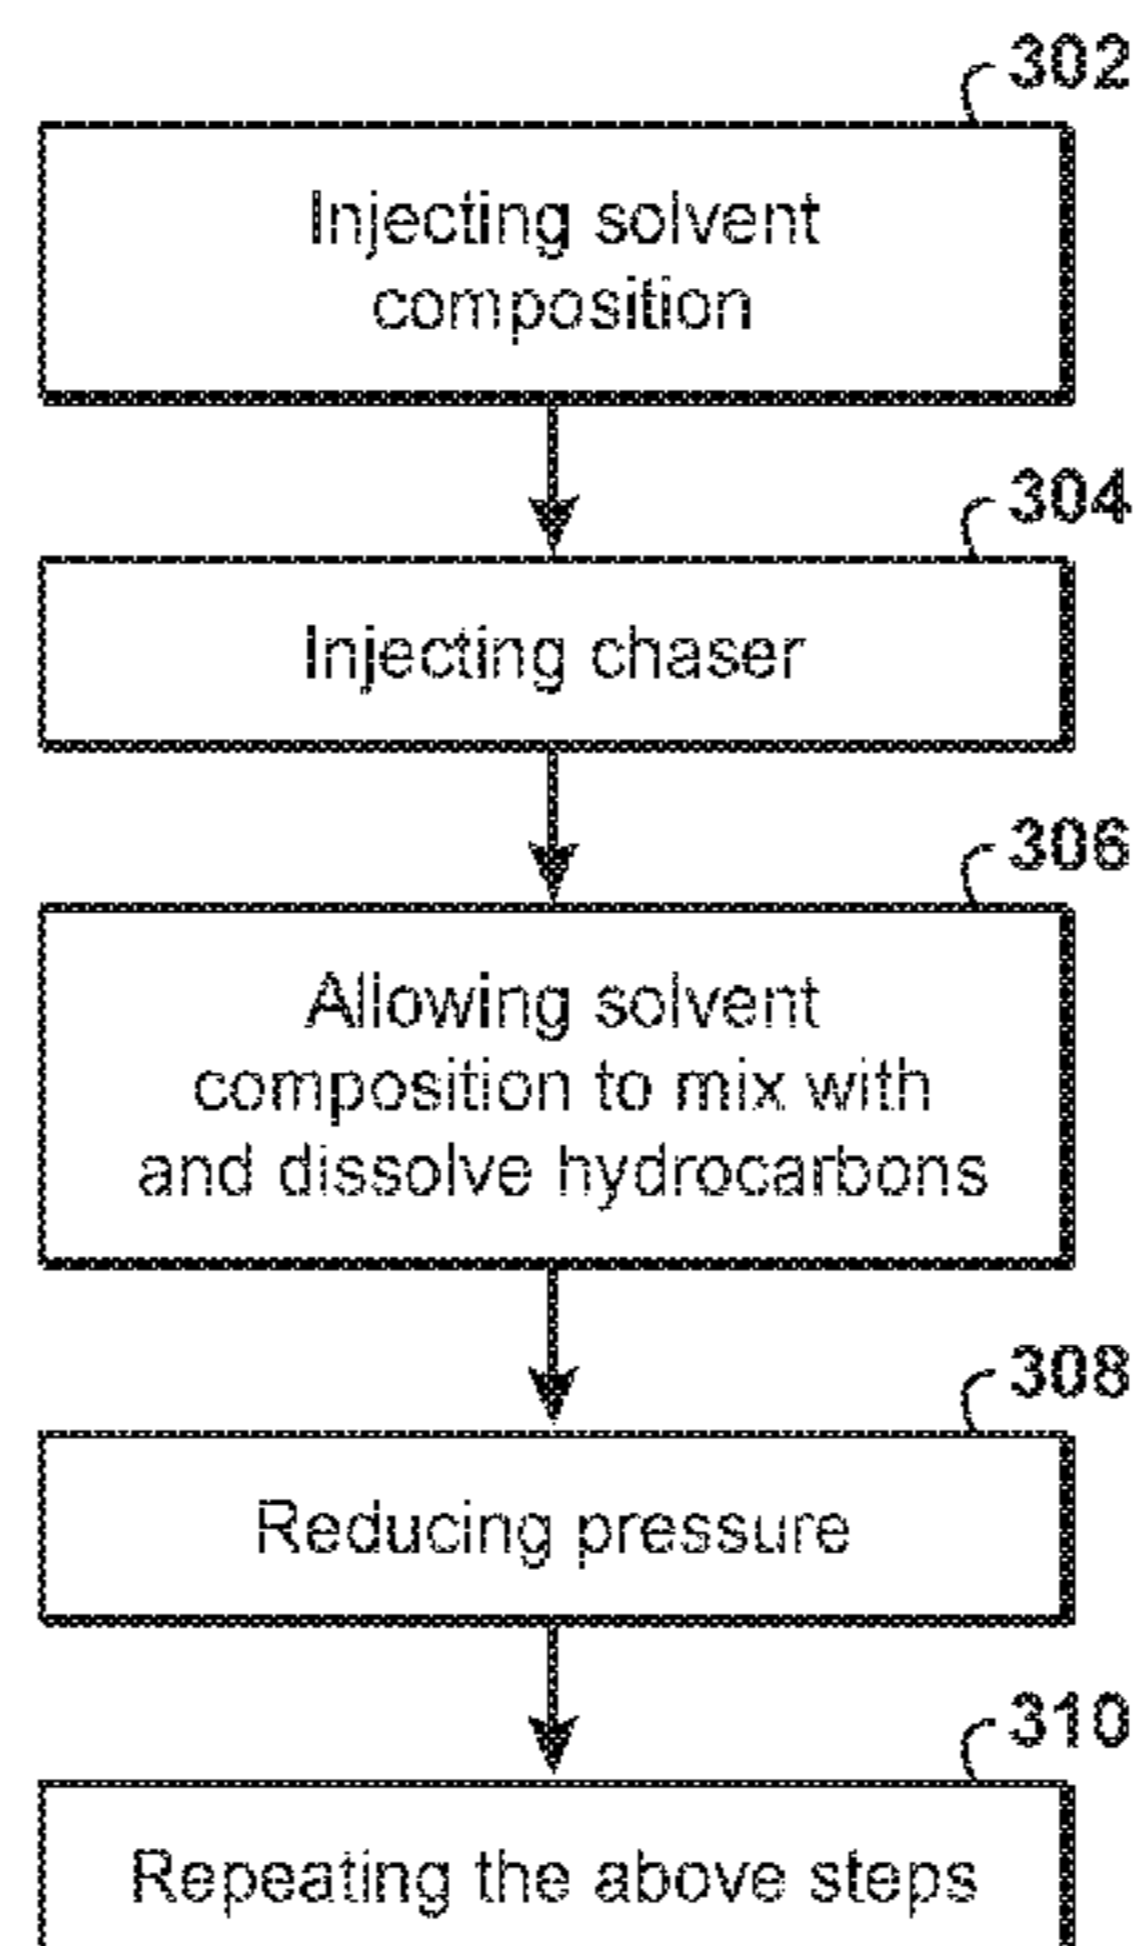 302
Injecting solvent
composition
304
Injecting chaser
306
Allowing solvent
composition to mix with
and dissolve hydrocarbons
308
Reducing pressure
310
Repeating the above steps